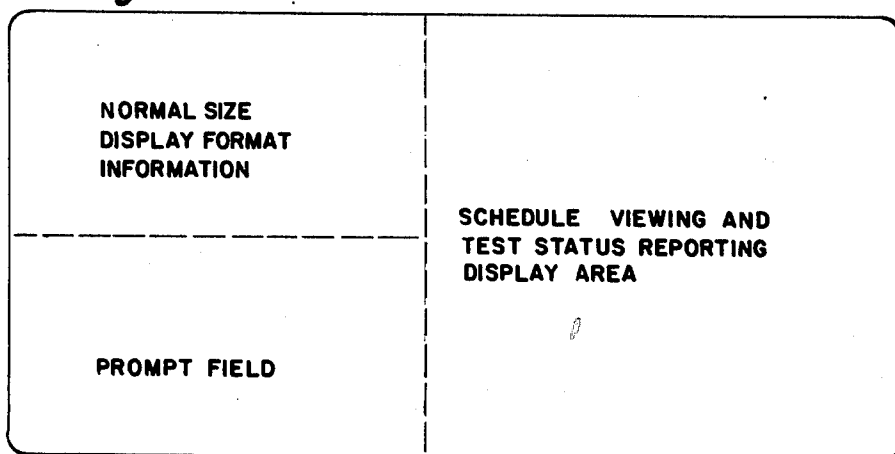 NORMAL SIZE
DISPLAY FORMAT
INFORMATION
SCHEDULE VIEWING AND
TEST STATUS REPORTING
DISPLAY AREA
PROMPT FIELD